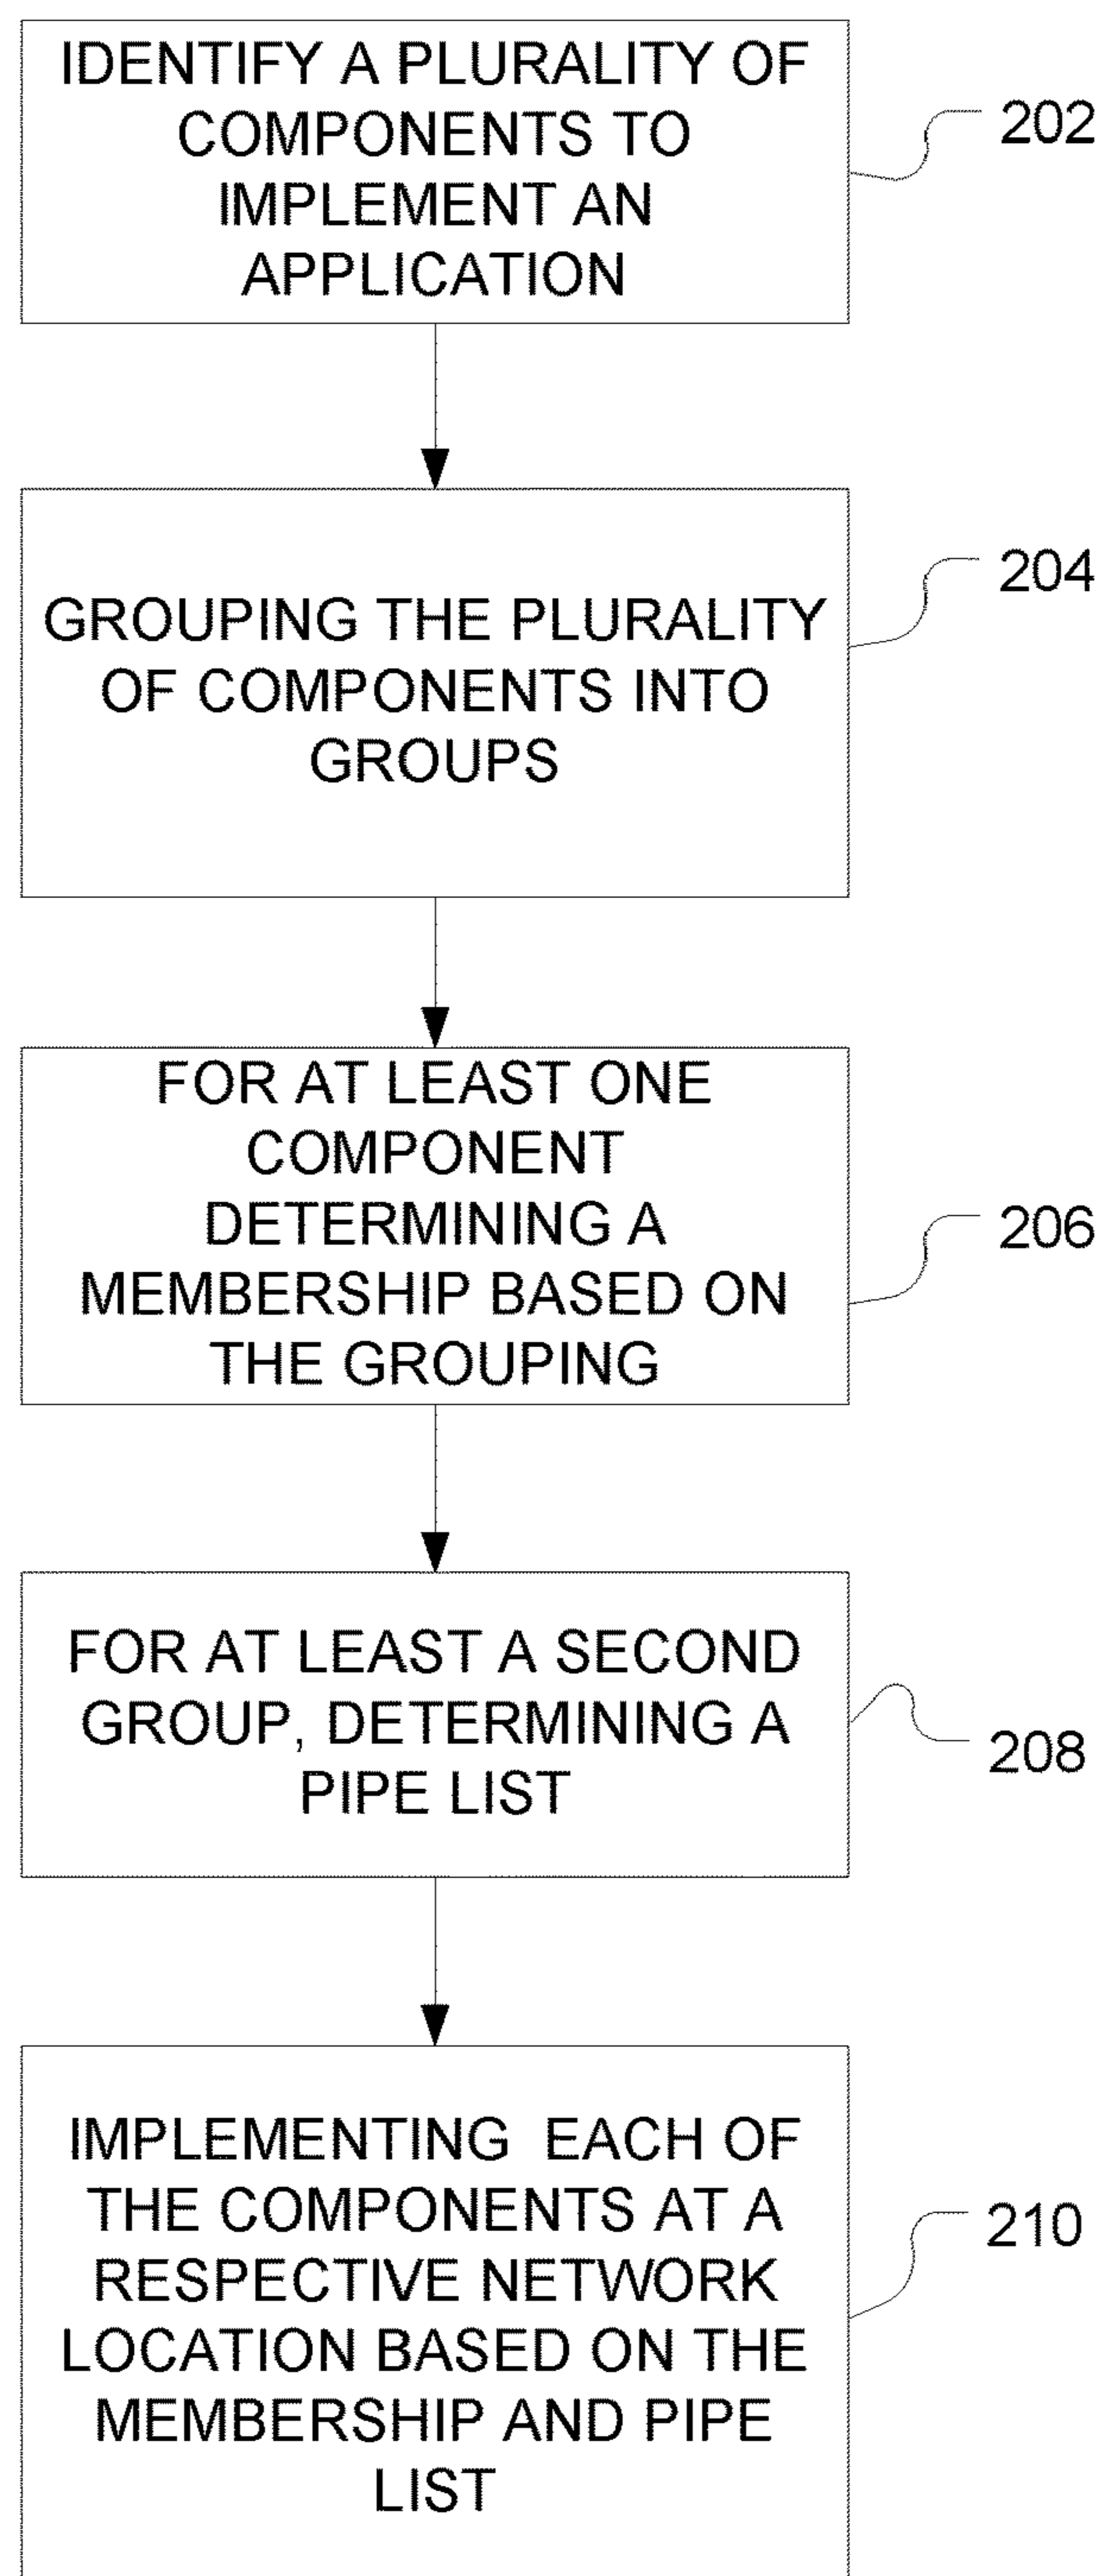 IDENTIFY A PLURALITY OF
COMPONENTS TO
IMPLEMENT AN
APPLICATION
202
GROUPING THE PLURALITY
OF COMPONENTS INTO
GROUPS
204
FOR AT LEAST ONE
COMPONENT
DETERMINING A
MEMBERSHIP BASED ON
THE GROUPING
206
FOR AT LEAST A SECOND
GROUP, DETERMINING A
PIPE LIST
208
IMPLEMENTING EACH OF
THE COMPONENTS AT A
RESPECTIVE NETWORK
LOCATION BASED ON THE
MEMBERSHIP AND PIPE
LIST
210